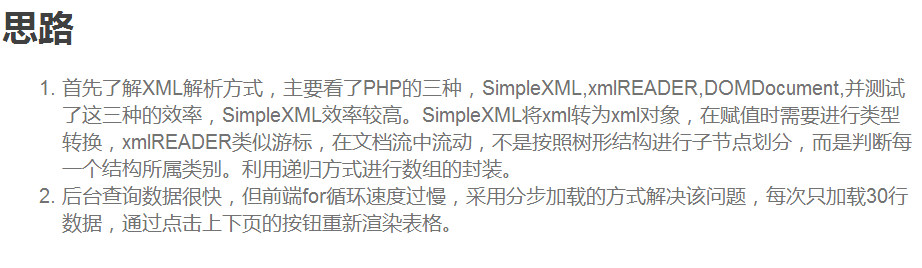 思路
1. 首先了解XML解析方式，主要看了PHP的三种，SimpleXML,xmlREADER,DOMDocument,并测试
了这三种的效率，SimpleXML效率较高。SimpleXML将xml转为xml对象，在赋值时需要进行类型
转换，xmlREADER类似游标，在文档流中流动，不是按照树形结构进行子节点划分，而是判断每
一个结构所属类别。利用递归方式进行数组的封装。
2. 后台查询数据很快，但前端for循环速度过慢，采用分步加载的方式解决该问题，每次只加载30行
数据，通过点击上下页的按钮重新渲染表格。